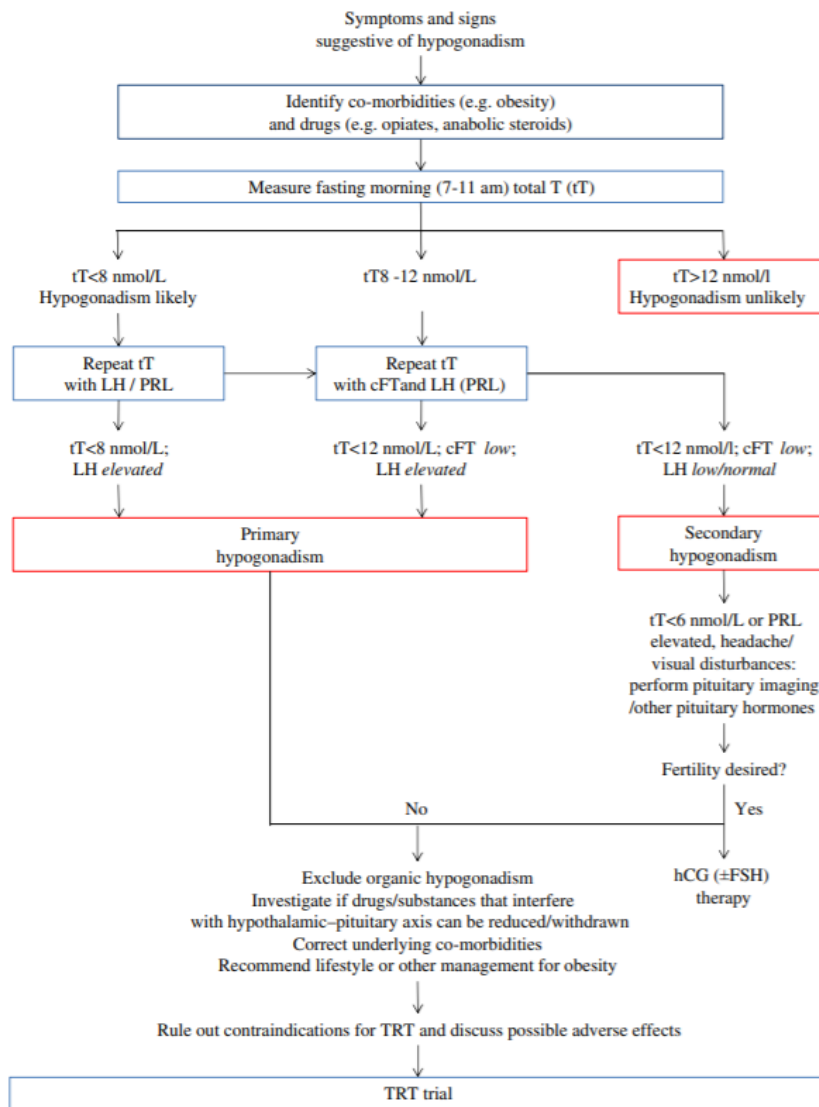 Symptoms and signs
suggestive of hypogonadism
Identify co-morbidities (e.g. obesity)
and drugs (e.g. opiates, anabolic steroids)
Measure fasting morning (7-11 am) total T (tT)
tT<8 nmol/L
Hypogonadism likely
tT8 -12 nmol/L
tT>12 nmol/l
Hypogonadism unlikely
Repeat tT
with LH / PRL
Repeat tT
with cFTand LH (PRL)
tT<8 nmol/L;
LH elevated
tT<12 nmol/L; cFT low;
LH elevated
tT<12 nmol/l; cFT low;
LH low/normal
Primary
hypogonadism
Secondary
hypogonadism
tT<6 nmol/L or PRL
elevated, headache/
visual disturbances:
perform pituitary imaging
/other pituitary hormones
Fertility desired?
No
Yes
Exclude organic hypogonadism
Investigate if drugs/substances that interfere
with hypothalamic–pituitary axis can be reduced/withdrawn
Correct underlying co-morbidities
Recommend lifestyle or other management for obesity
hCG (±FSH)
therapy
Rule out contraindications for TRT and discuss possible adverse effects
TRT trial